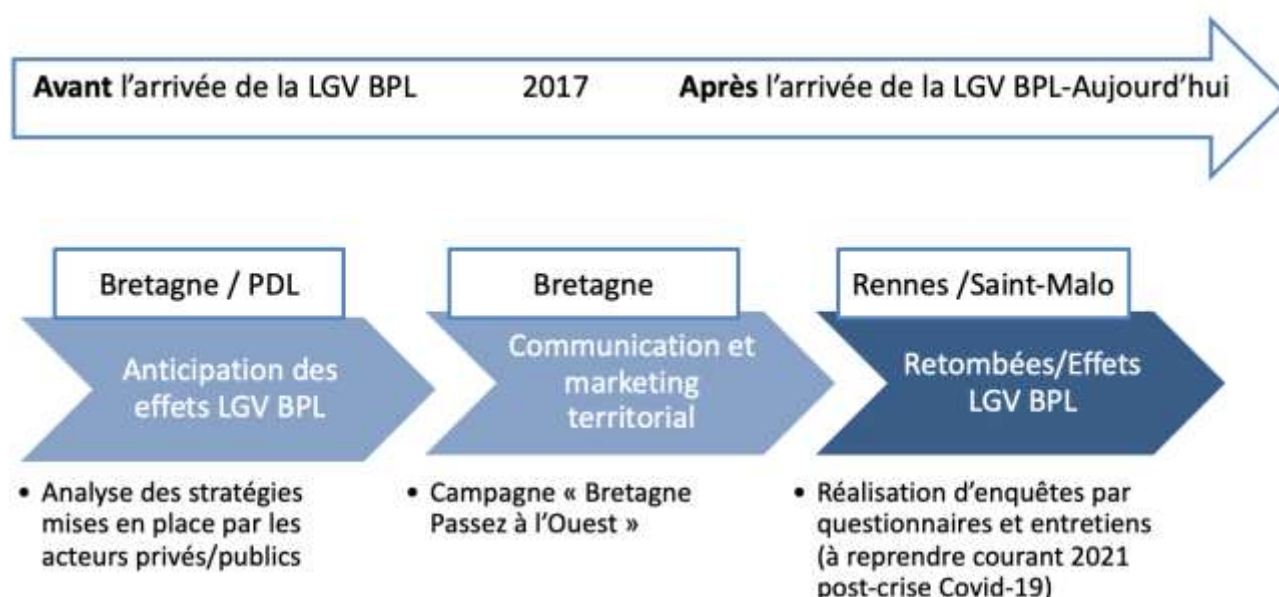 Avant l'arrivée de la LGV BPL 2017 Après l'arrivée de la LGV BPL-Aujourd'hui
Bretagne / PDL
Anticipation des
effets LGV BPL
• Analyse des stratégies
mises en place par les
acteurs privés/publics
Bretagne
Communication et
marketing
territorial
• Campagne « Bretagne
Passez à l'Ouest »
Rennes /Saint-Malo
Retombées/Effets
LGV BPL
• Réalisation d'enquêtes par
questionnaires et entretiens
(à reprendre courant 2021
post-crise Covid-19)